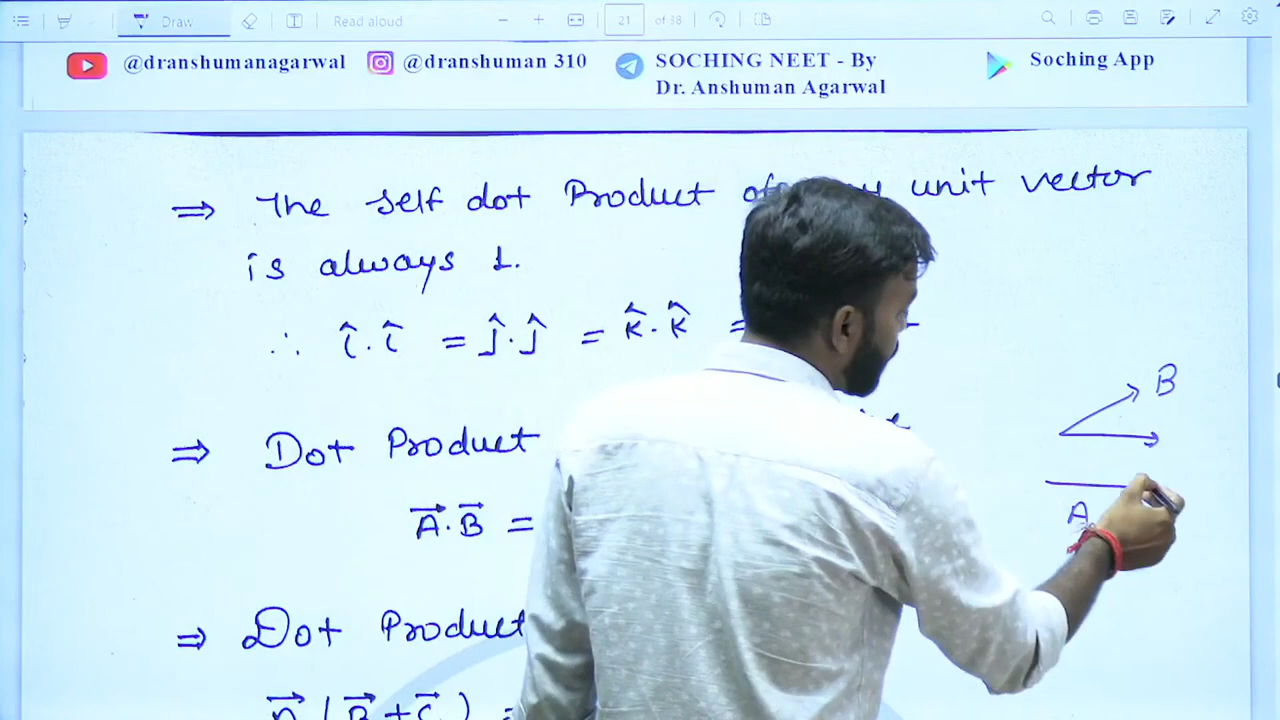 Draw
Read aloud
21 of 38
@dranshumanagarwal
@dranshuman 310
SOCHING NEET - By
Dr. Anshuman Agarwal
Soching App
⇒ The self dot Product unit vector
is always 1.
∴ î.î = ĵ.ĵ = k̂.k̂ =
⇒ Dot Product
A⃗.B⃗ =
⇒ Dot Product
(B⃗+C⃗) =
B
A